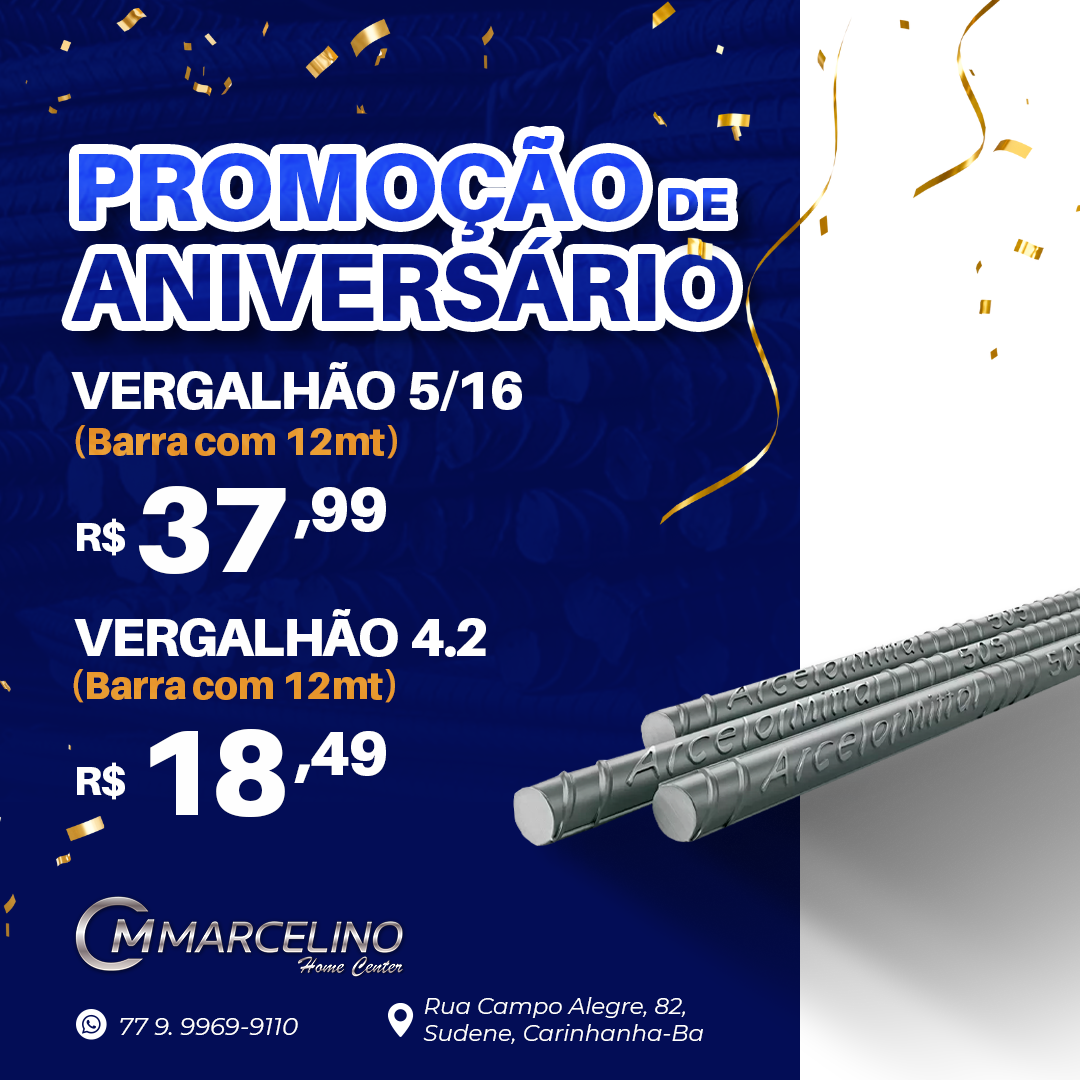 PROMOÇÃO DE
ANIVERSÁRIO
VERGALHÃO 5/16
(Barra com 12mt)
R$ 37,99
VERGALHÃO 4.2
(Barra com 12mt)
R$ 18,49
ArcelorMittal 50S
ArcelorMittal 50S
ArcelorMittal 50S
CM MARCELINO
Home Center
77 9. 9969-9110
Rua Campo Alegre, 82,
Sudene, Carinhanha-Ba